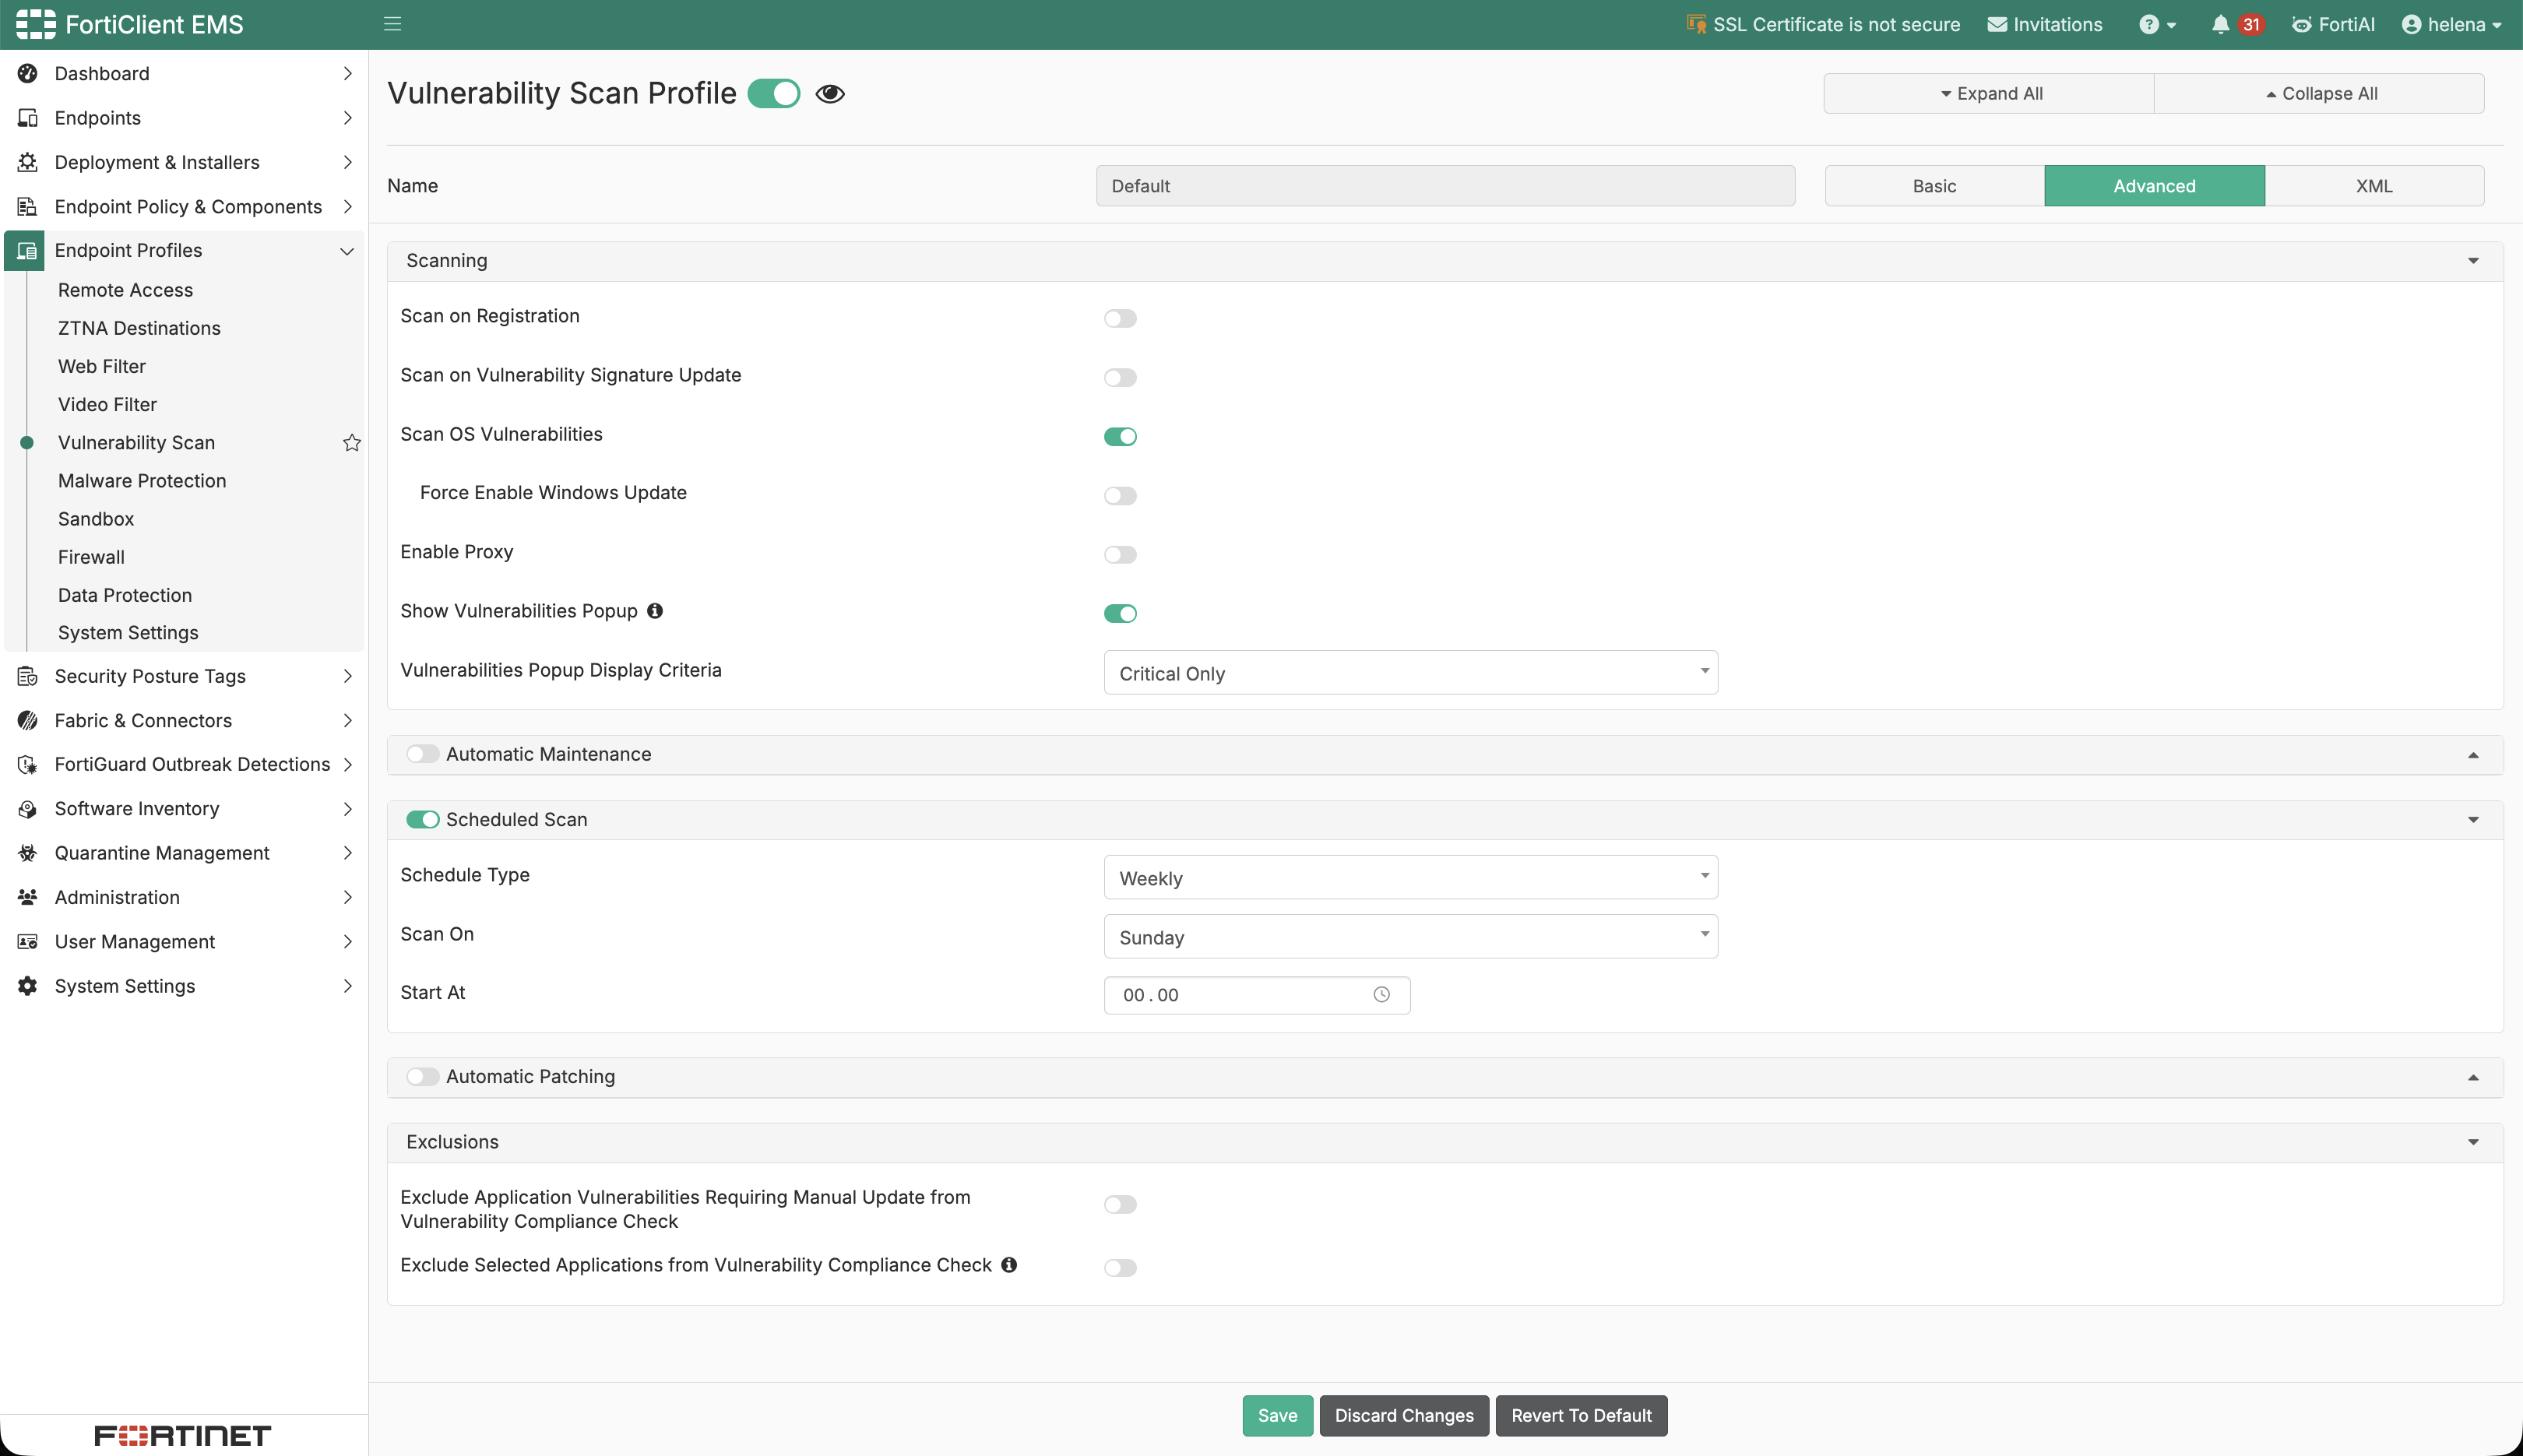 FortiClient EMS
SSL Certificate is not secure
Invitations
31
FortiAI
helena
Dashboard
Endpoints
Deployment & Installers
Endpoint Policy & Components
Endpoint Profiles
Remote Access
ZTNA Destinations
Web Filter
Video Filter
Vulnerability Scan
Malware Protection
Sandbox
Firewall
Data Protection
System Settings
Security Posture Tags
Fabric & Connectors
FortiGuard Outbreak Detections
Software Inventory
Quarantine Management
Administration
User Management
System Settings
FORTINET
Vulnerability Scan Profile
Expand All
Collapse All
Name
Default
Basic
Advanced
XML
Scanning
Scan on Registration
Scan on Vulnerability Signature Update
Scan OS Vulnerabilities
Force Enable Windows Update
Enable Proxy
Show Vulnerabilities Popup
Vulnerabilities Popup Display Criteria
Critical Only
Automatic Maintenance
Scheduled Scan
Schedule Type
Weekly
Scan On
Sunday
Start At
00.00
Automatic Patching
Exclusions
Exclude Application Vulnerabilities Requiring Manual Update from
Vulnerability Compliance Check
Exclude Selected Applications from Vulnerability Compliance Check
Save
Discard Changes
Revert To Default